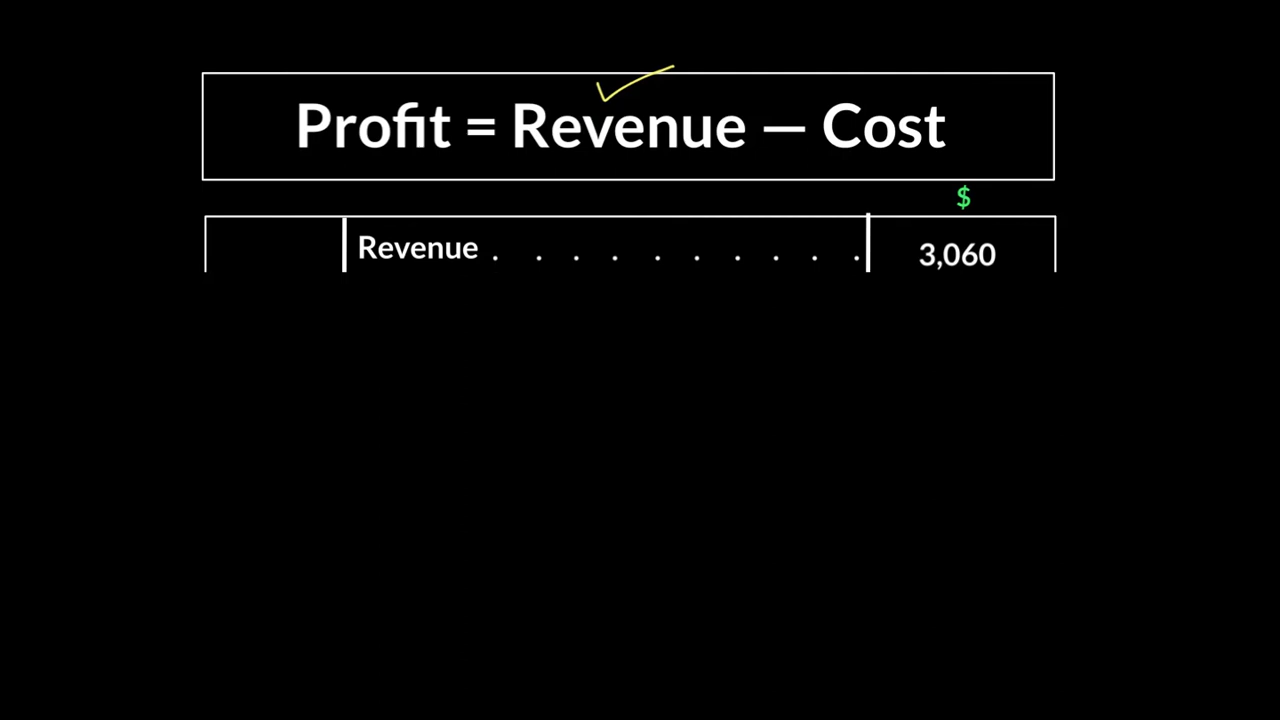 Profit = Revenue — Cost
$
Revenue . . . . . . . . . . 3,060